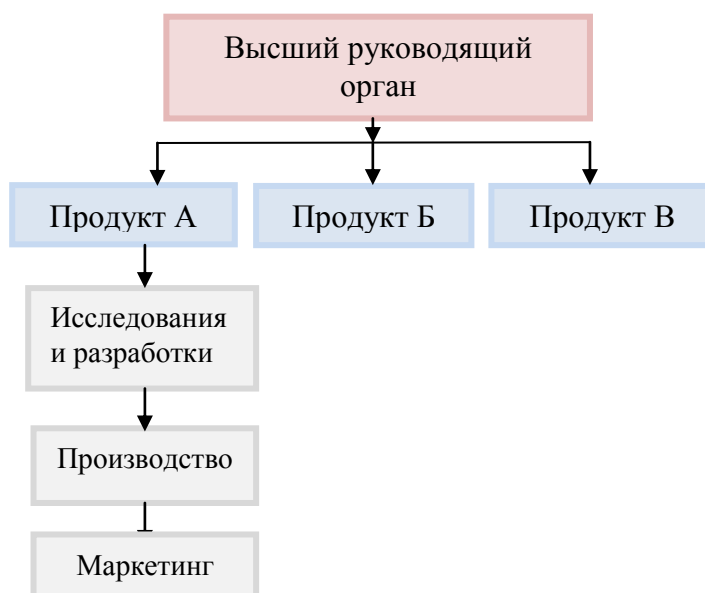 Высший руководящий
орган
Продукт А
Продукт Б
Продукт В
Исследования
и разработки
Производство
Маркетинг